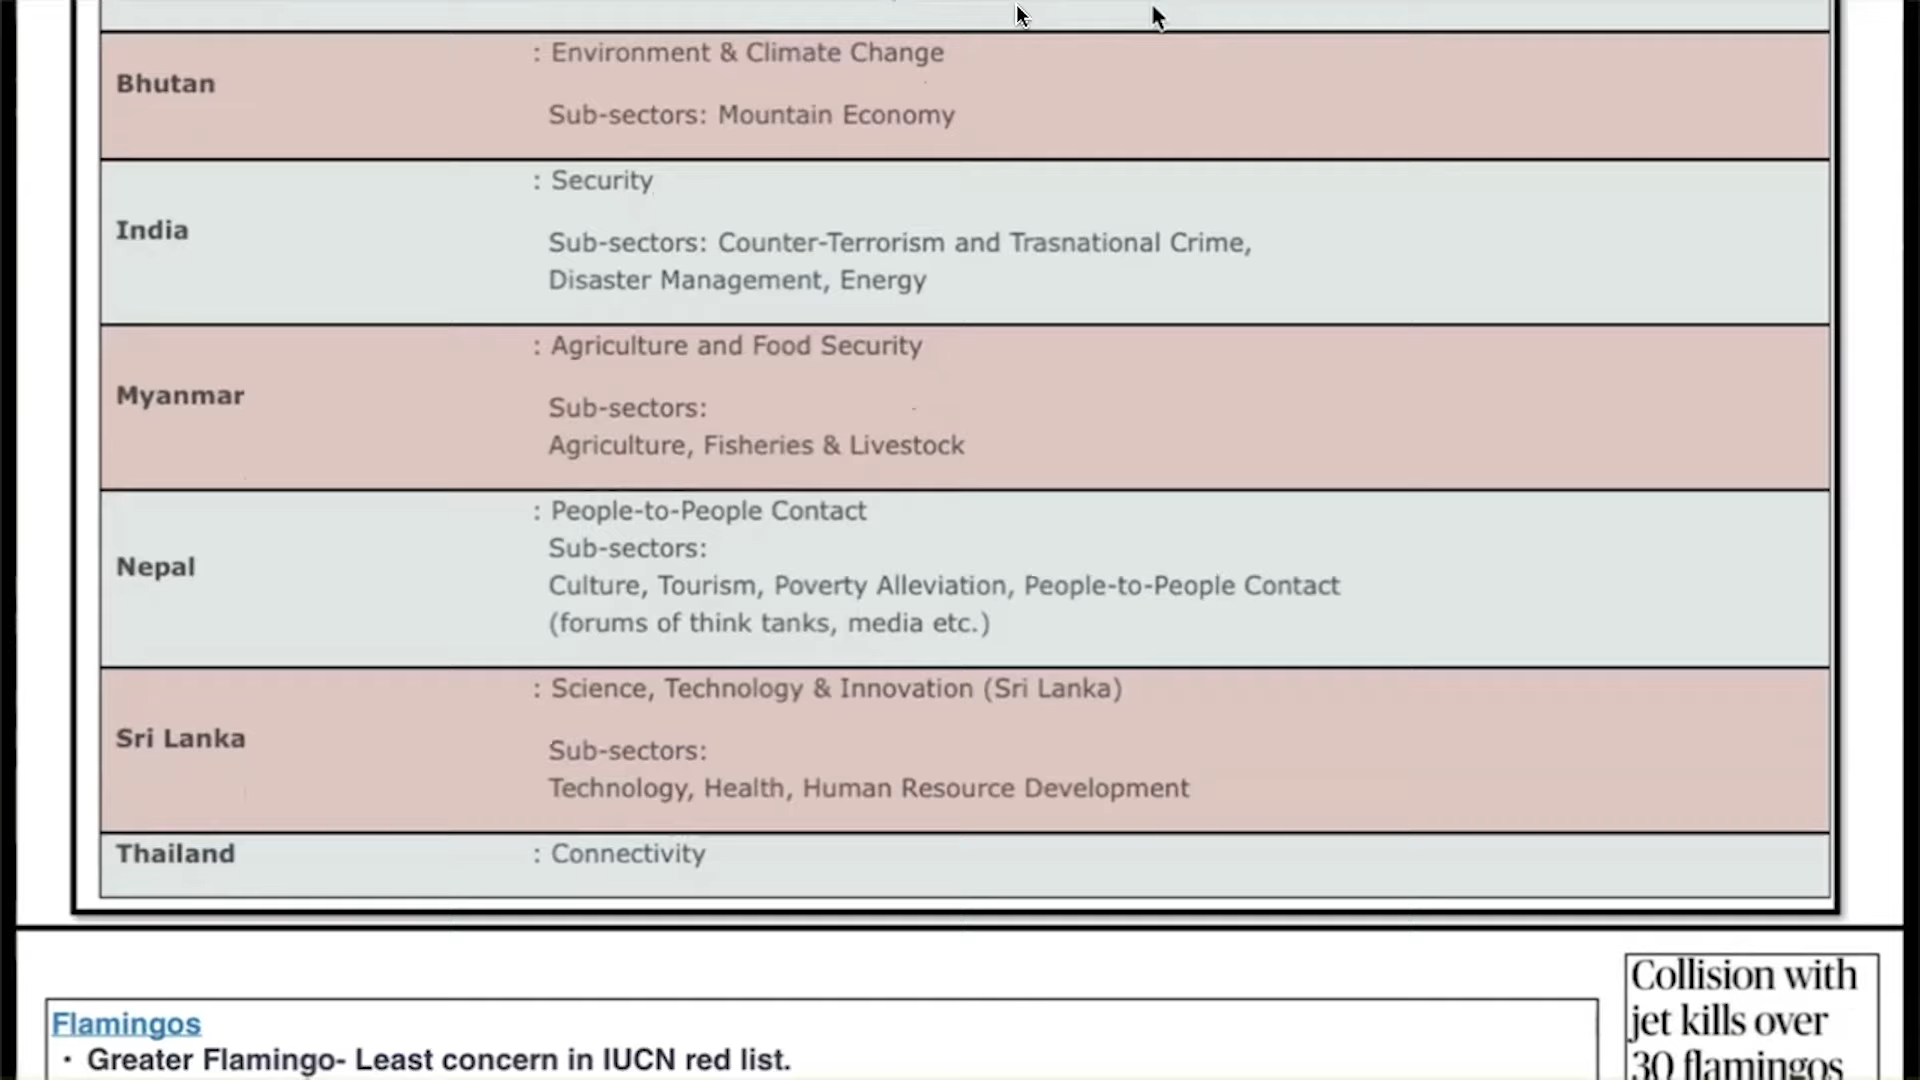 Bhutan
: Environment & Climate Change
Sub-sectors: Mountain Economy
India
: Security
Sub-sectors: Counter-Terrorism and Trasnational Crime,
Disaster Management, Energy
Myanmar
: Agriculture and Food Security
Sub-sectors:
Agriculture, Fisheries & Livestock
Nepal
: People-to-People Contact
Sub-sectors:
Culture, Tourism, Poverty Alleviation, People-to-People Contact
(forums of think tanks, media etc.)
Sri Lanka
: Science, Technology & Innovation (Sri Lanka)
Sub-sectors:
Technology, Health, Human Resource Development
Thailand
: Connectivity
Flamingos
• Greater Flamingo- Least concern in IUCN red list.
Collision with
jet kills over
30 flamingos